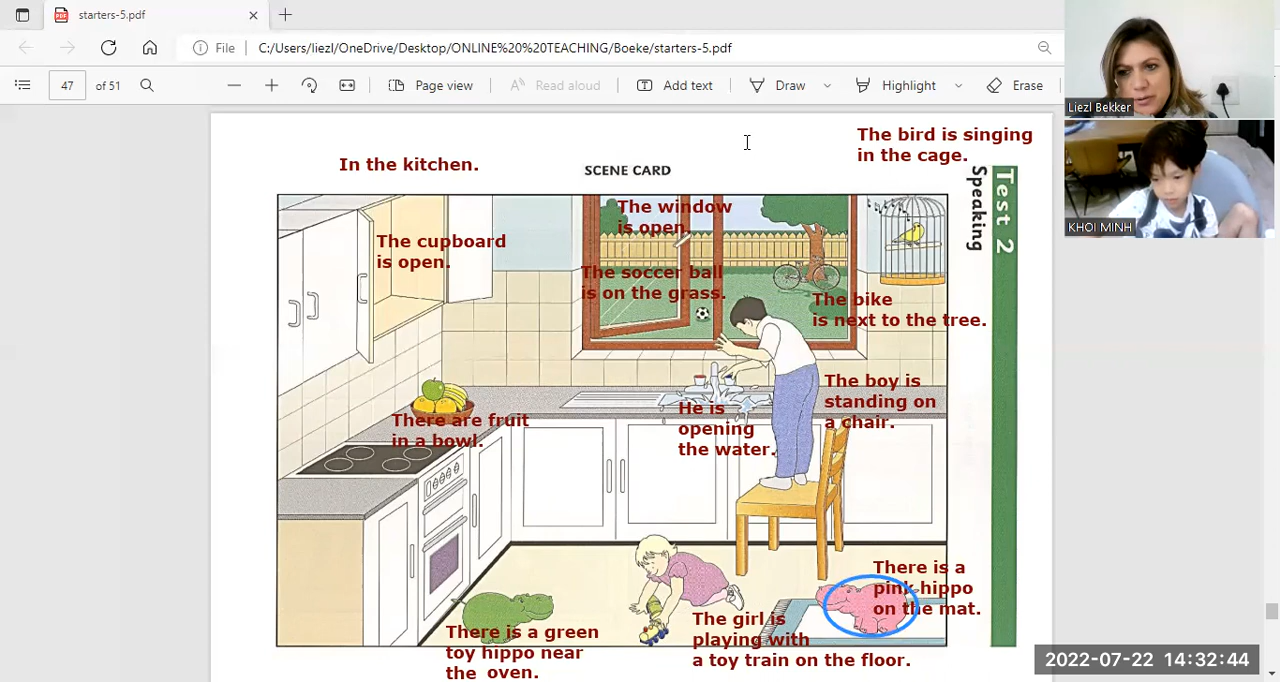 starters-5.pdf
File
C:/Users/liezl/OneDrive/Desktop/ONLINE%20%20TEACHING/Boeke/starters-5.pdf
47
of 51
Page view
Read aloud
Add text
Draw
Highlight
Erase
Liezl Bekker
KHOI MINH
The bird is singing
in the cage.
In the kitchen.
SCENE CARD
Test 2
Speaking
The window
is open.
The cupboard
is open.
The soccer ball
is on the grass.
The bike
is next to the tree.
The boy is
standing on
a chair.
He is
opening
the water.
There are fruit
in a bowl.
There is a
pink hippo
on the mat.
The girl is
playing with
a toy train on the floor.
There is a green
toy hippo near
the oven.
2022-07-22 14:32:44